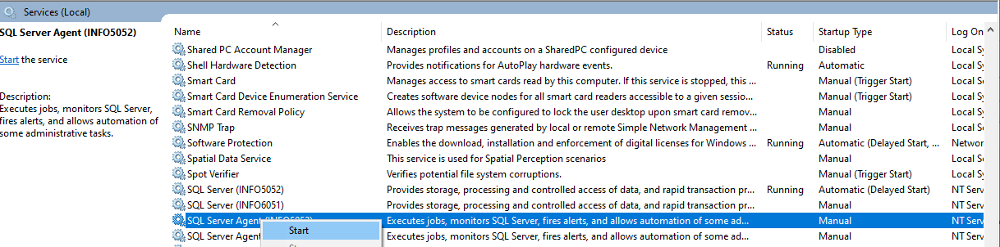 Services (Local)
SQL Server Agent (INFO5052)
Start the service
Description:
Executes jobs, monitors SQL Server,
fires alerts, and allows automation of
some administrative tasks.
Name Description Status Startup Type Log On
Shared PC Account Manager Manages profiles and accounts on a SharedPC configured device Disabled Local Sy
Shell Hardware Detection Provides notifications for AutoPlay hardware events. Running Automatic Local Sy
Smart Card Manages access to smart cards read by this computer. If this service is stopped, this ... Manual (Trigger Start) Local Se
Smart Card Device Enumeration Service Creates software device nodes for all smart card readers accessible to a given sessio... Manual (Trigger Start) Local Sy
Smart Card Removal Policy Allows the system to be configured to lock the user desktop upon smart card remov... Manual Local Sy
SNMP Trap Receives trap messages generated by local or remote Simple Network Management ... Manual Local Se
Software Protection Enables the download, installation and enforcement of digital licenses for Windows ... Running Automatic (Delayed Start, ... Networ
Spatial Data Service This service is used for Spatial Perception scenarios Manual Local Se
Spot Verifier Verifies potential file system corruptions. Manual (Trigger Start) Local Sy
SQL Server (INFO5052) Provides storage, processing and controlled access of data, and rapid transaction pr... Running Automatic (Delayed Start) NT Serv
SQL Server (INFO6051) Provides storage, processing and controlled access of data, and rapid transaction pr... Manual NT Serv
SQL Server Agent (INFO5052) Executes jobs, monitors SQL Server, fires alerts, and allows automation of some ad... Manual NT Serv
Start
SQL Server Agent Executes jobs, monitors SQL Server, fires alerts, and allows automation of some ad... Manual NT Serv